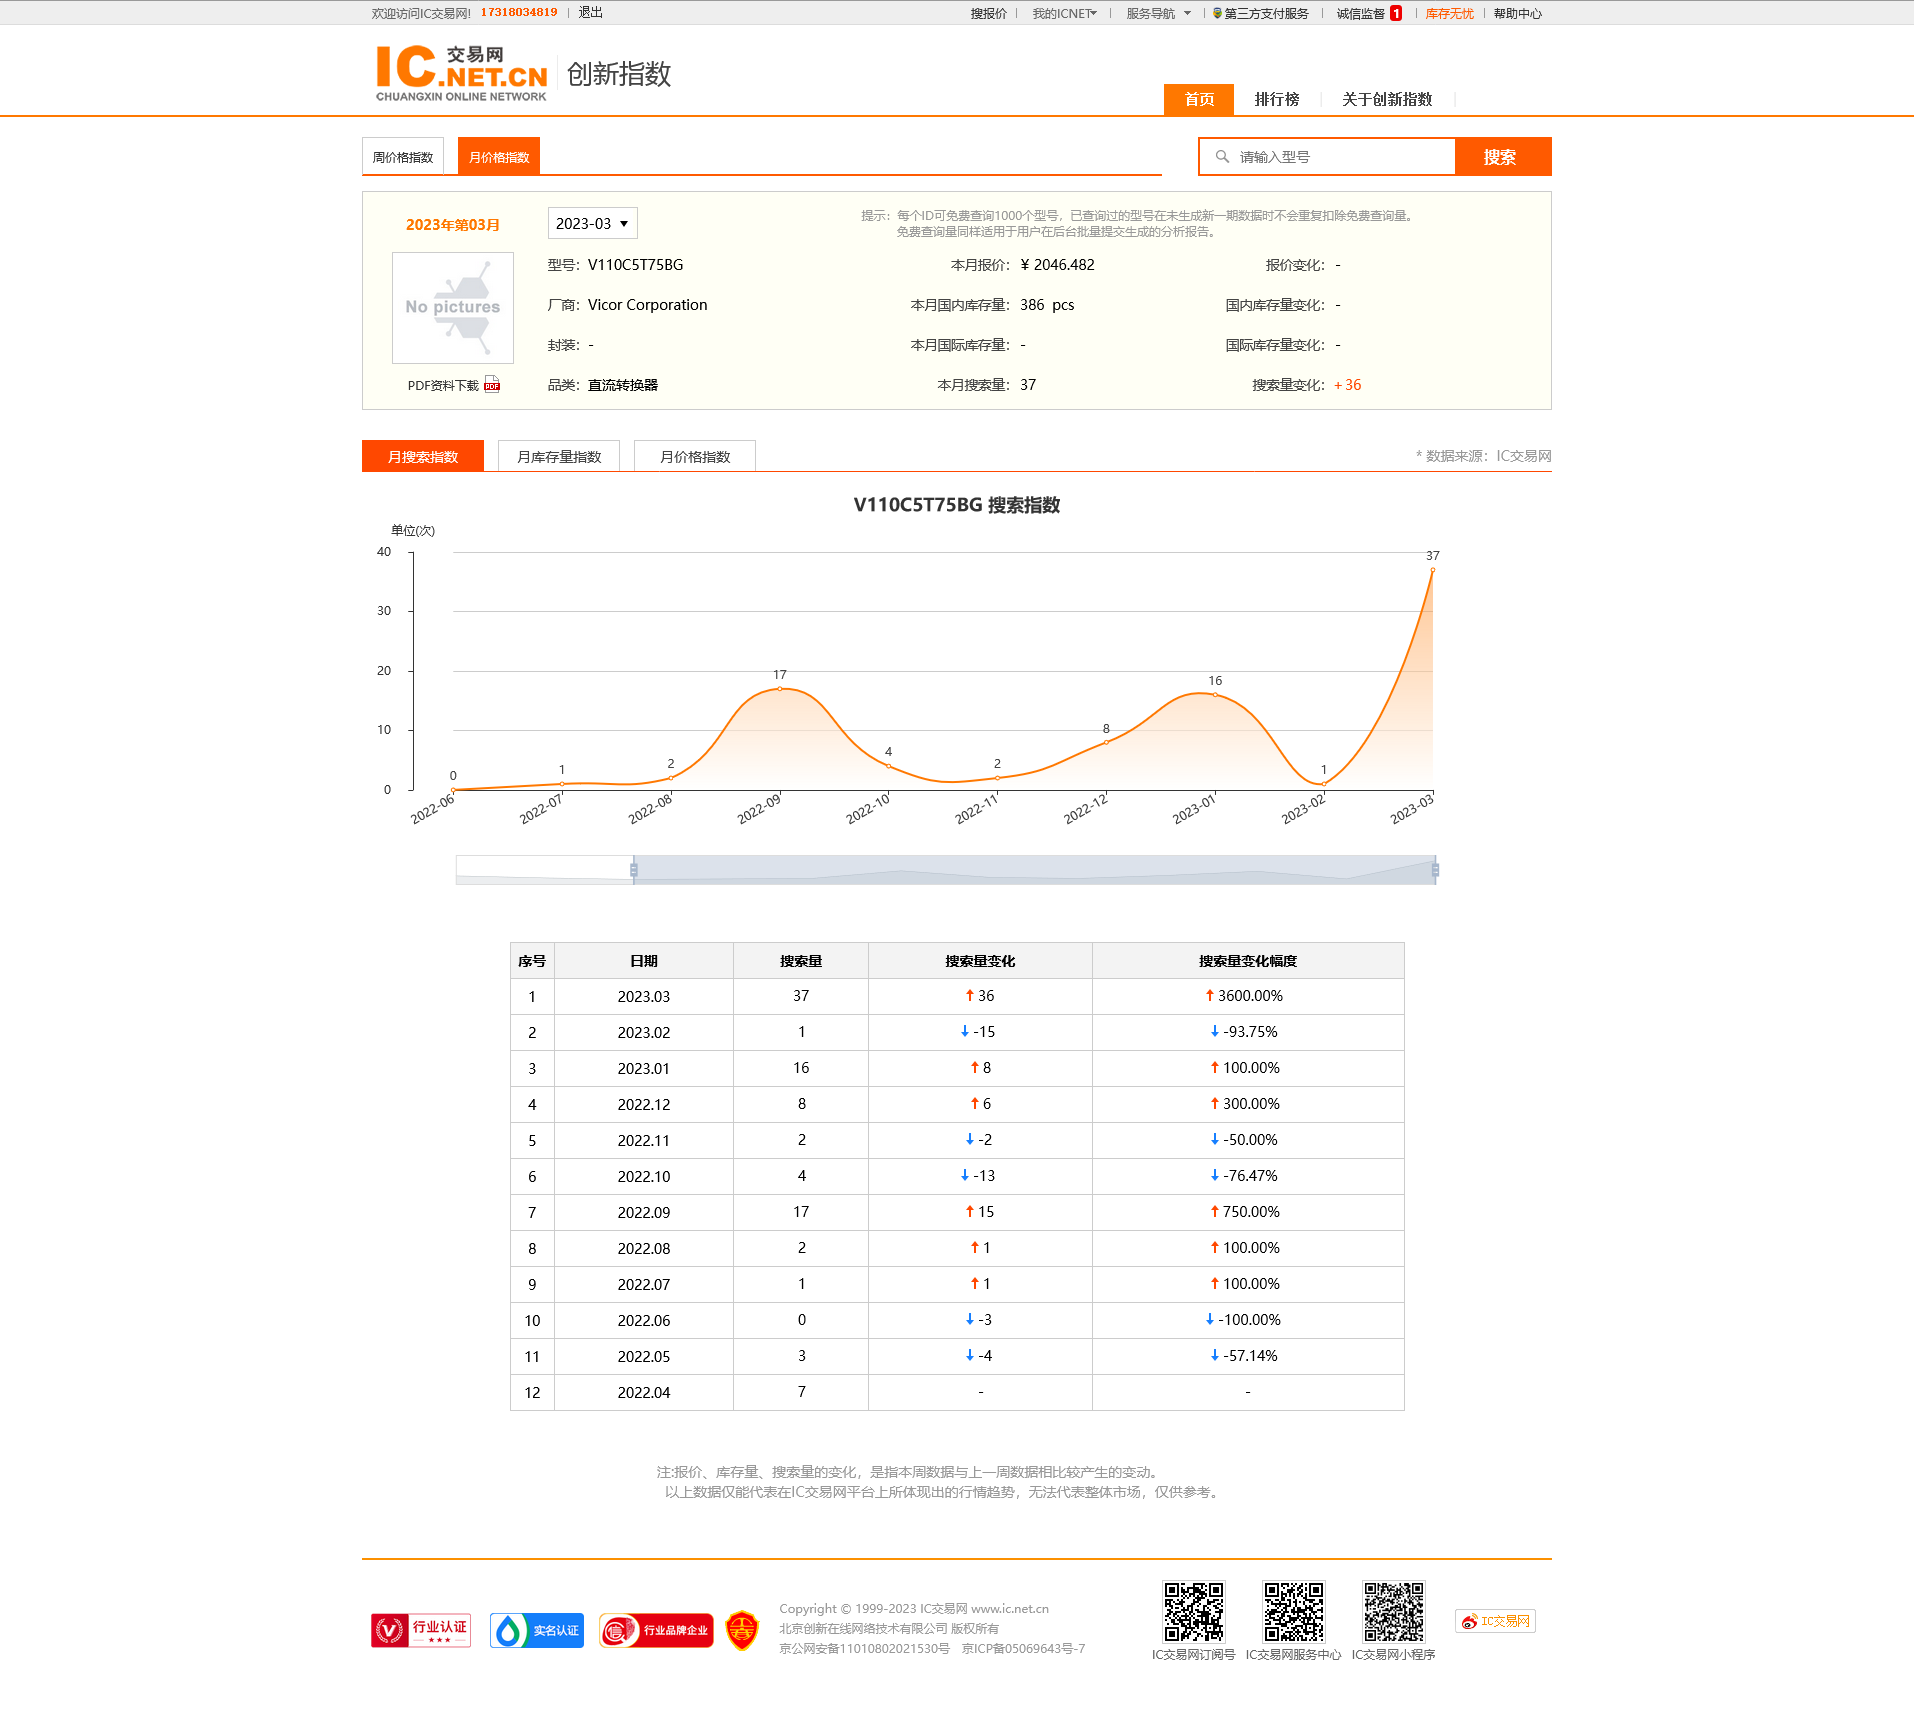 欢迎访问IC交易网! 17318034819 退出 搜报价 我的ICNET 服务导航 第三方支付服务 诚信监督 1 库存无忧 帮助中心
IC.NET.CN 交易网 创新指数
CHUANGXIN ONLINE NETWORK
首页 排行榜 关于创新指数
周价格指数 月价格指数 请输入型号 搜索
2023年第03月 2023-03
提示：每个ID可免费查询1000个型号，已查询过的型号在未生成新一期数据时不会重复扣除免费查询量。
免费查询量同样适用于用户在后台批量提交生成的分析报告。
型号：V110C5T75BG 本月报价：¥ 2046.482 报价变化：-
No pictures
厂商：Vicor Corporation 本月国内库存量：386 pcs 国内库存量变化：-
封装：- 本月国际库存量：- 国际库存量变化：-
PDF资料下载 PDF 品类：直流转换器 本月搜索量：37 搜索量变化：+36
月搜索指数 月库存量指数 月价格指数 * 数据来源：IC交易网
V110C5T75BG 搜索指数
单位(次)
40
30
20
10
0
0 1 2 17 4 2 8 16 1 37
2022-06 2022-07 2022-08 2022-09 2022-10 2022-11 2022-12 2023-01 2023-02 2023-03
序号 日期 搜索量 搜索量变化 搜索量变化幅度
1 2023.03 37 36 3600.00%
2 2023.02 1 -15 -93.75%
3 2023.01 16 8 100.00%
4 2022.12 8 6 300.00%
5 2022.11 2 -2 -50.00%
6 2022.10 4 -13 -76.47%
7 2022.09 17 15 750.00%
8 2022.08 2 1 100.00%
9 2022.07 1 1 100.00%
10 2022.06 0 -3 -100.00%
11 2022.05 3 -4 -57.14%
12 2022.04 7 - -
注:报价、库存量、搜索量的变化，是指本周数据与上一周数据相比较产生的变动。
以上数据仅能代表在IC交易网平台上所体现出的行情趋势，无法代表整体市场，仅供参考。
行业认证 实名认证 信 行业品牌企业
Copyright © 1999-2023 IC交易网 www.ic.net.cn
北京创新在线网络技术有限公司 版权所有
京公网安备11010802021530号 京ICP备05069643号-7
IC交易网订阅号 IC交易网服务中心 IC交易网小程序
IC交易网